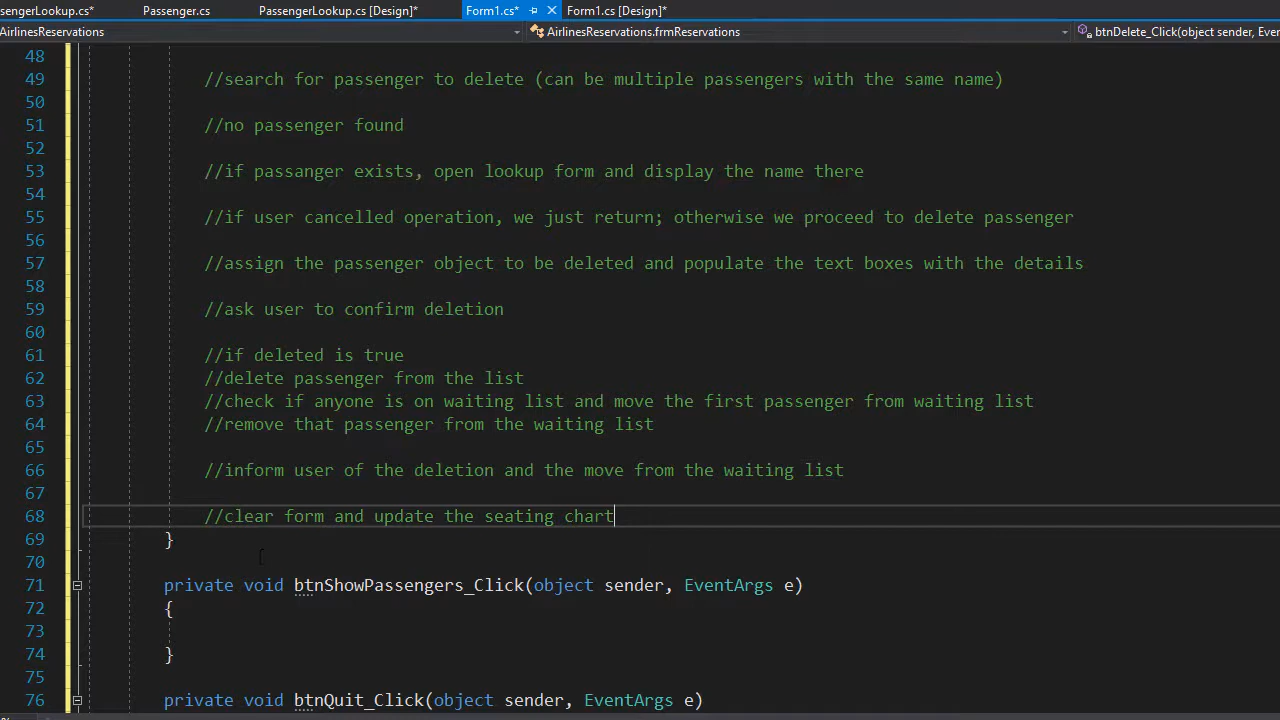 sengerLookup.cs* Passenger.cs PassengerLookup.cs [Design]* Form1.cs* Form1.cs [Design]*
AirlinesReservations AirlinesReservations.frmReservations btnDelete_Click(object sender, Even
48
49 //search for passenger to delete (can be multiple passengers with the same name)
50
51 //no passenger found
52
53 //if passanger exists, open lookup form and display the name there
54
55 //if user cancelled operation, we just return; otherwise we proceed to delete passenger
56
57 //assign the passenger object to be deleted and populate the text boxes with the details
58
59 //ask user to confirm deletion
60
61 //if deleted is true
62 //delete passenger from the list
63 //check if anyone is on waiting list and move the first passenger from waiting list
64 //remove that passenger from the waiting list
65
66 //inform user of the deletion and the move from the waiting list
67
68 //clear form and update the seating chart
69 }
70
71 private void btnShowPassengers_Click(object sender, EventArgs e)
72 {
73
74 }
75
76 private void btnQuit_Click(object sender, EventArgs e)